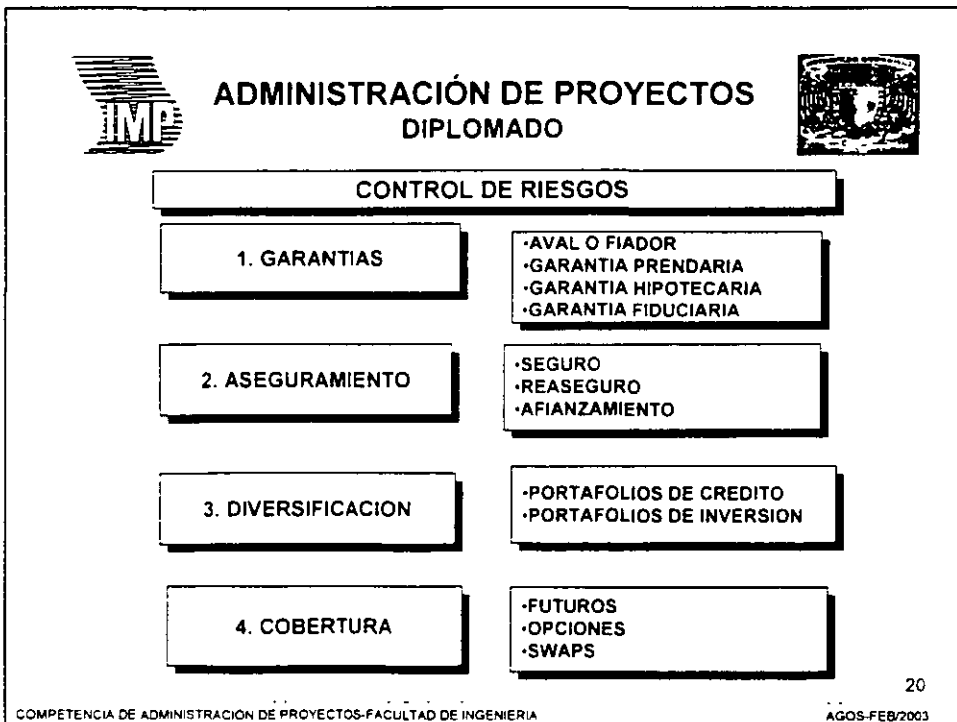 IMP
ADMINISTRACIÓN DE PROYECTOS
DIPLOMADO
CONTROL DE RIESGOS
1. GARANTIAS
·AVAL O FIADOR
·GARANTIA PRENDARIA
·GARANTIA HIPOTECARIA
·GARANTIA FIDUCIARIA
2. ASEGURAMIENTO
·SEGURO
·REASEGURO
·AFIANZAMIENTO
3. DIVERSIFICACION
·PORTAFOLIOS DE CREDITO
·PORTAFOLIOS DE INVERSION
4. COBERTURA
·FUTUROS
·OPCIONES
·SWAPS
20
COMPETENCIA DE ADMINISTRACIÓN DE PROYECTOS-FACULTAD DE INGENIERIA
AGOS-FEB/2003